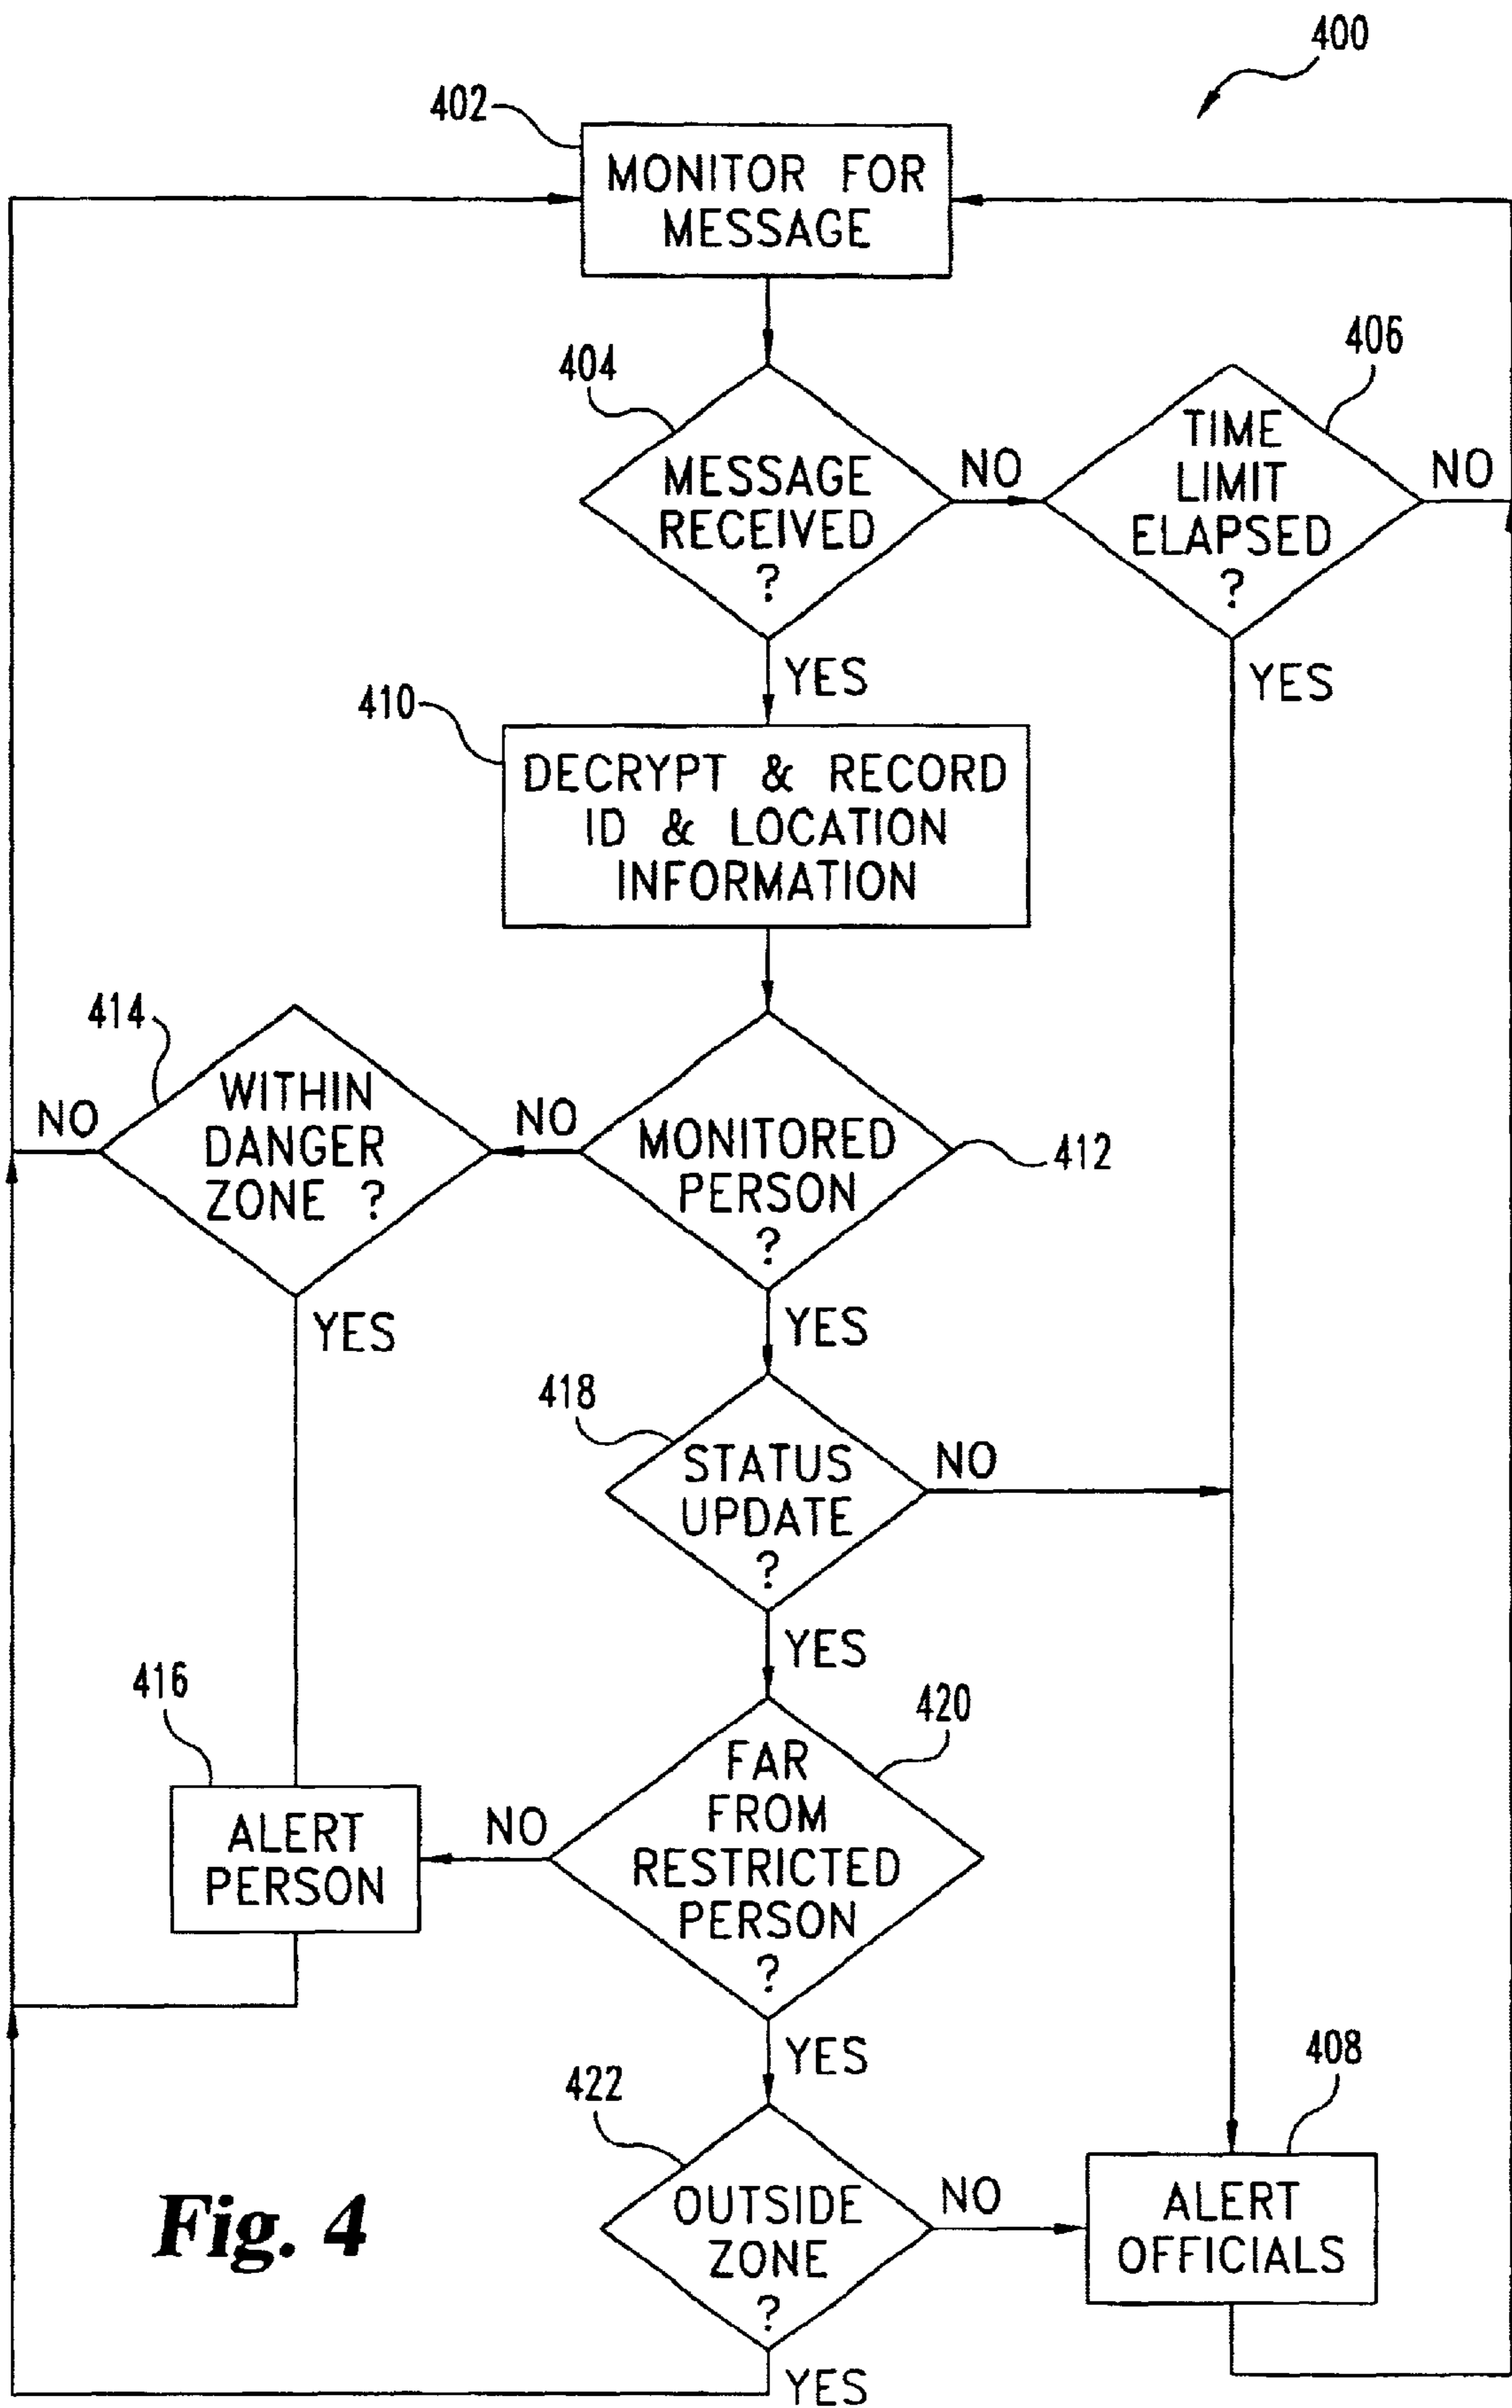 400
402
MONITOR FOR
MESSAGE
404
MESSAGE
RECEIVED
?
NO
406
TIME
LIMIT
ELAPSED
?
NO
YES
YES
410
DECRYPT & RECORD
ID & LOCATION
INFORMATION
414
WITHIN
DANGER
ZONE ?
NO
NO
MONITORED
PERSON
?
412
YES
YES
418
STATUS
UPDATE
?
NO
YES
416
ALERT
PERSON
NO
420
FAR
FROM
RESTRICTED
PERSON
?
YES
422
OUTSIDE
ZONE
?
NO
408
ALERT
OFFICIALS
YES
Fig. 4